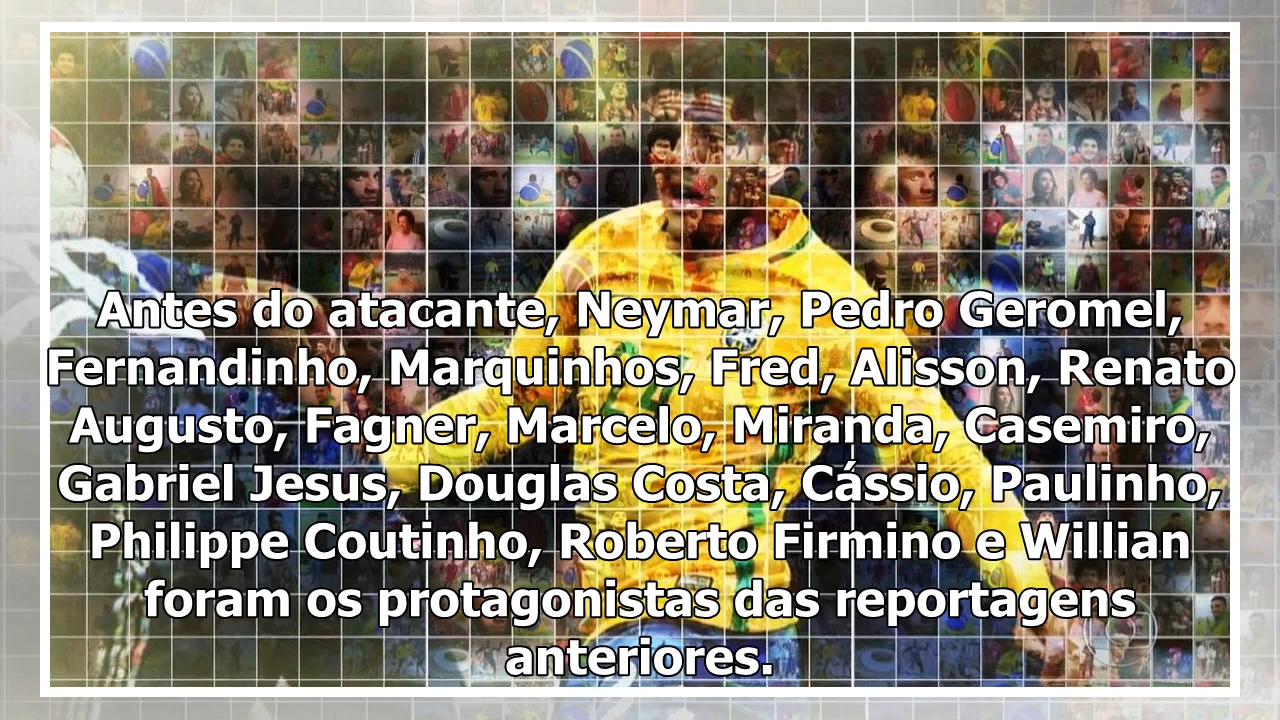 Antes do atacante, Neymar, Pedro Geromel,
Fernandinho, Marquinhos, Fred, Alisson, Renato
Augusto, Fagner, Marcelo, Miranda, Casemiro,
Gabriel Jesus, Douglas Costa, Cássio, Paulinho,
Philippe Coutinho, Roberto Firmino e Willian
foram os protagonistas das reportagens
anteriores.